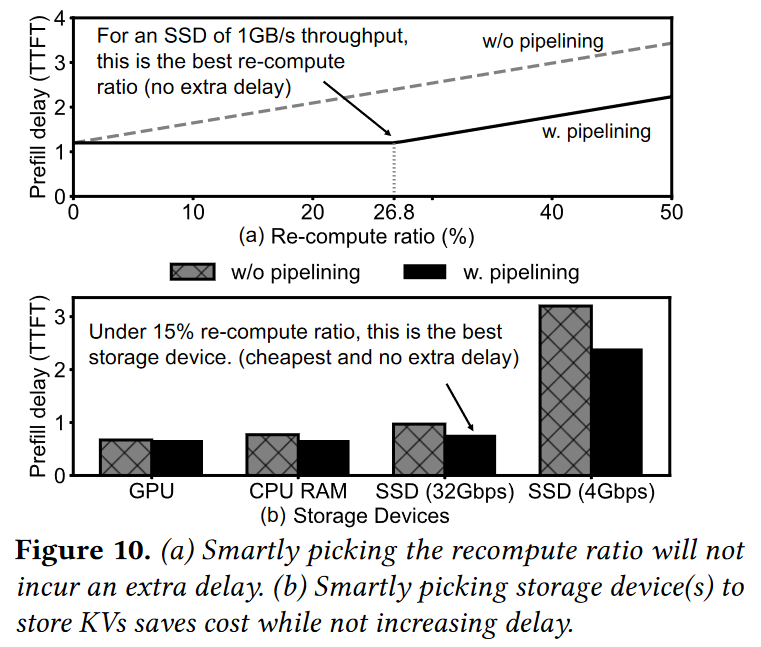 4
3
2
1
0
Prefill delay (TTFT)
For an SSD of 1GB/s throughput,
this is the best re-compute
ratio (no extra delay)
w/o pipelining
w. pipelining
0 10 20 26.8 40 50
(a) Re-compute ratio (%)
w/o pipelining w. pipelining
3
2
1
0
Prefill delay (TTFT)
Under 15% re-compute ratio, this is the best
storage device. (cheapest and no extra delay)
GPU CPU RAM SSD (32Gbps) SSD (4Gbps)
(b) Storage Devices
Figure 10. (a) Smartly picking the recompute ratio will not
incur an extra delay. (b) Smartly picking storage device(s) to
store KVs saves cost while not increasing delay.